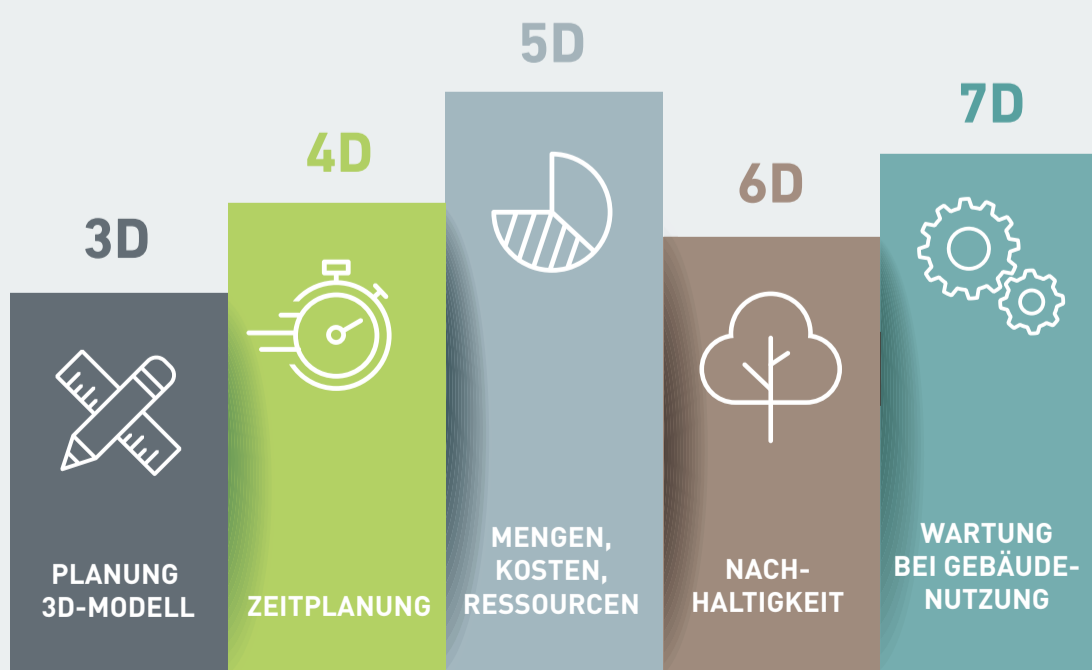 3D
PLANUNG
3D-MODELL
4D
ZEITPLANUNG
5D
MENGEN,
KOSTEN,
RESSOURCEN
6D
NACH-
HALTIGKEIT
7D
WARTUNG
BEI GEBÄUDE-
NUTZUNG